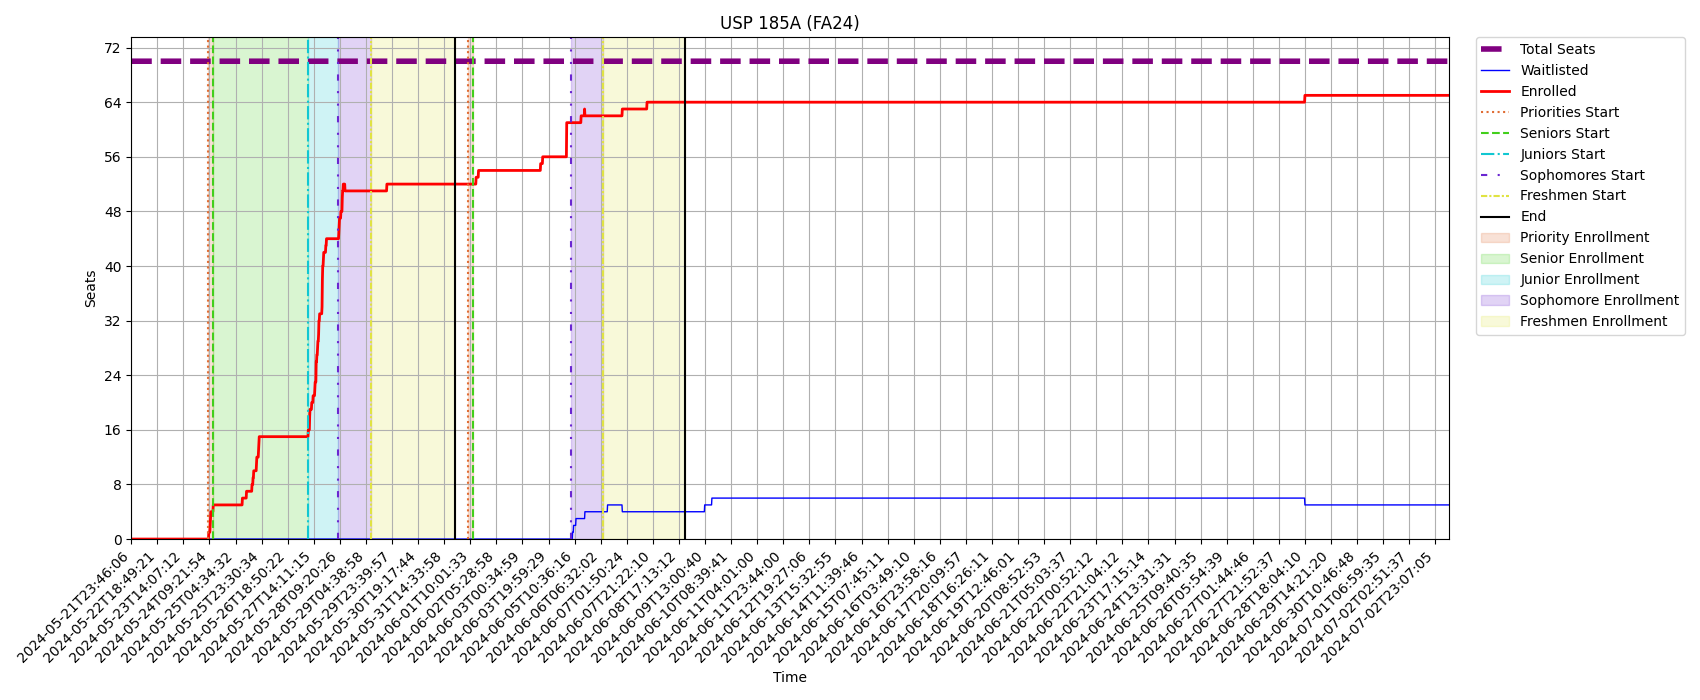 USP 185A (FA24)
Seats
72
64
56
48
40
32
24
16
8
0
2024-05-21T23:46:06
2024-05-22T18:49:21
2024-05-23T14:07:12
2024-05-24T09:21:54
2024-05-25T04:34:32
2024-05-25T23:30:34
2024-05-26T18:50:22
2024-05-27T14:11:15
2024-05-28T09:20:26
2024-05-29T04:38:58
2024-05-29T23:39:57
2024-05-30T19:17:44
2024-05-31T14:33:58
2024-06-01T10:01:33
2024-06-02T05:28:58
2024-06-03T00:34:59
2024-06-03T19:59:29
2024-06-05T10:36:16
2024-06-06T06:32:02
2024-06-07T01:50:24
2024-06-07T21:22:10
2024-06-08T17:13:12
2024-06-09T13:00:40
2024-06-10T08:39:41
2024-06-11T04:01:00
2024-06-11T23:44:00
2024-06-12T19:27:06
2024-06-13T15:32:55
2024-06-14T11:39:46
2024-06-15T07:45:11
2024-06-16T03:49:10
2024-06-16T23:58:16
2024-06-17T20:09:57
2024-06-18T16:26:11
2024-06-19T12:46:01
2024-06-20T08:52:53
2024-06-21T05:03:37
2024-06-22T00:52:12
2024-06-22T21:04:12
2024-06-23T17:15:14
2024-06-24T13:31:31
2024-06-25T09:40:35
2024-06-26T05:54:39
2024-06-27T01:44:46
2024-06-27T21:52:37
2024-06-28T18:04:10
2024-06-29T14:21:20
2024-06-30T10:46:48
2024-07-01T06:59:35
2024-07-02T02:51:37
2024-07-02T23:07:05
Time
Total Seats
Waitlisted
Enrolled
Priorities Start
Seniors Start
Juniors Start
Sophomores Start
Freshmen Start
End
Priority Enrollment
Senior Enrollment
Junior Enrollment
Sophomore Enrollment
Freshmen Enrollment